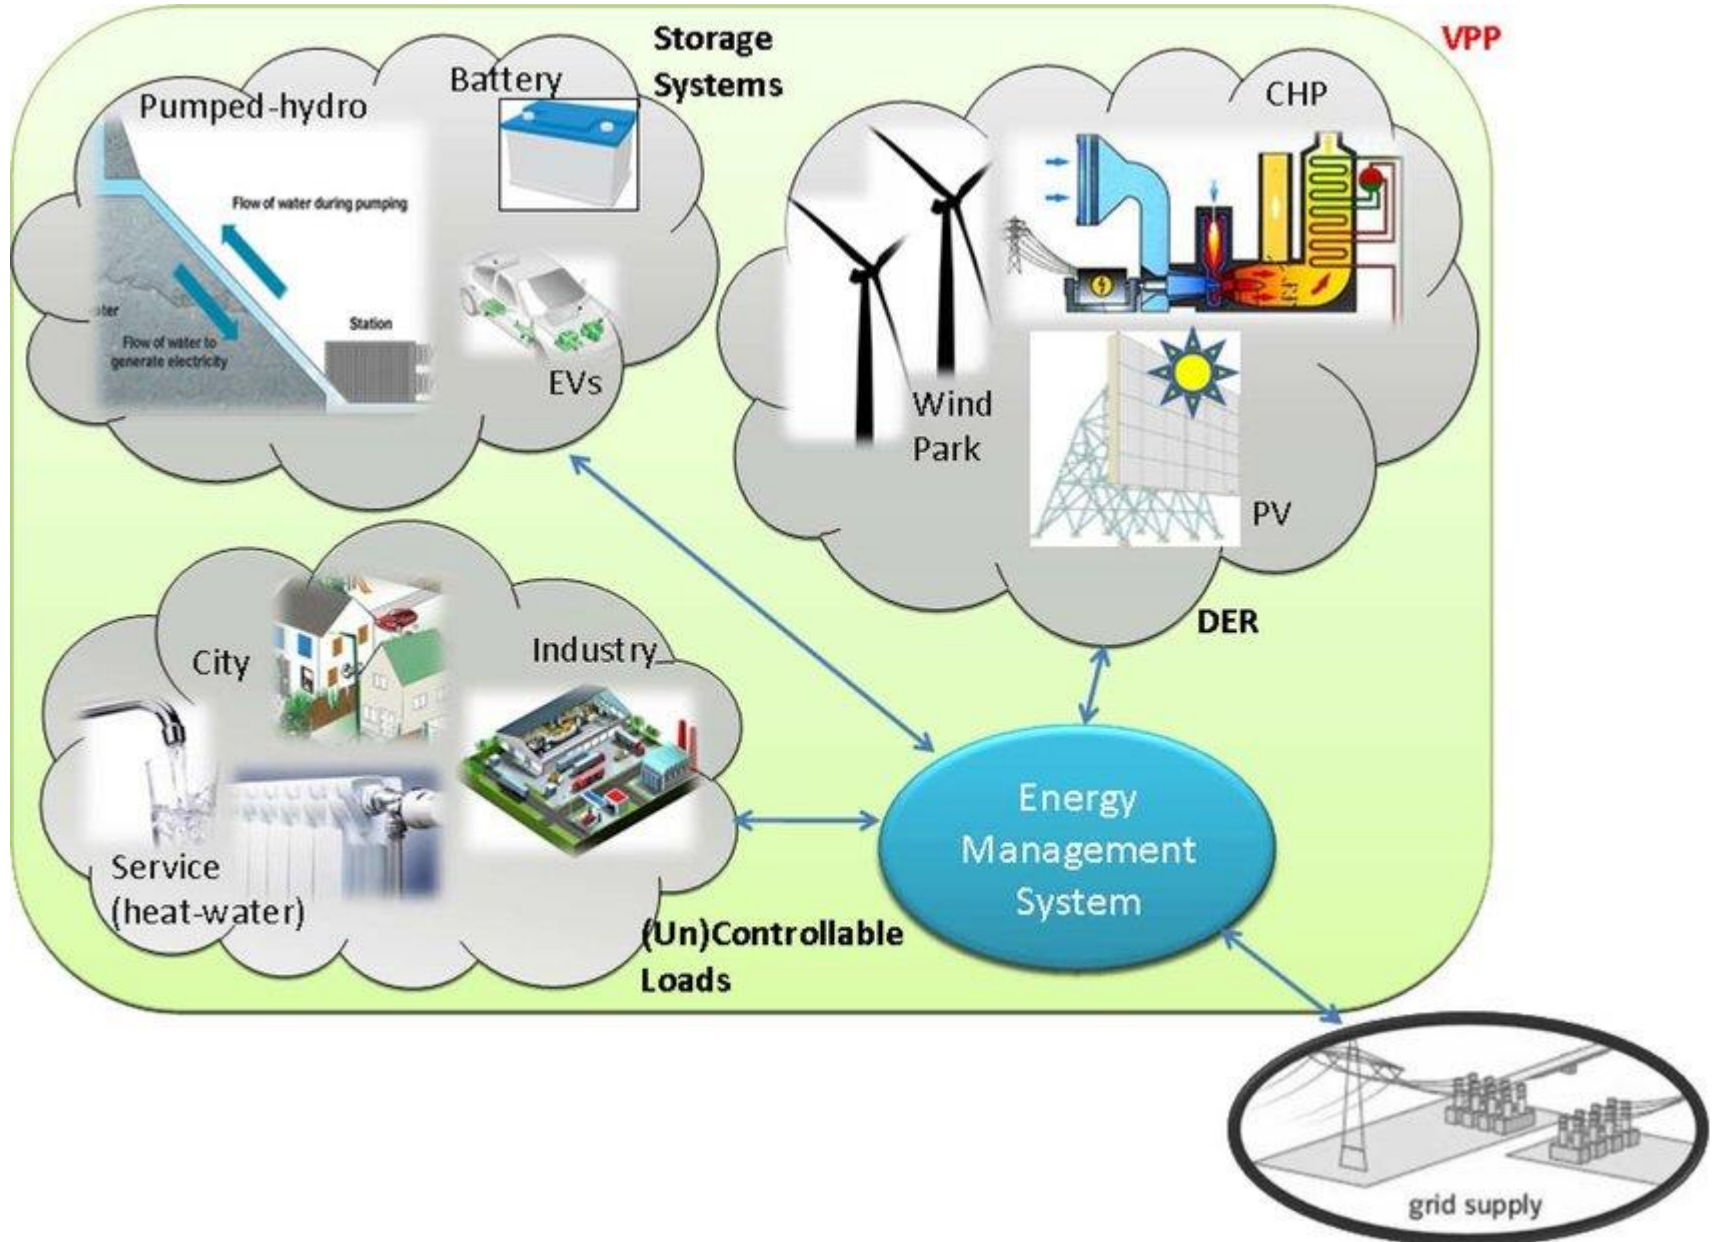 Storage
Systems
VPP
Battery
Pumped-hydro
CHP
Flow of water during pumping
Station
Flow of water to
generate electricity
EVs
Wind
Park
PV
DER
City
Industry
Service
(heat-water)
(Un)Controllable
Loads
Energy
Management
System
grid supply